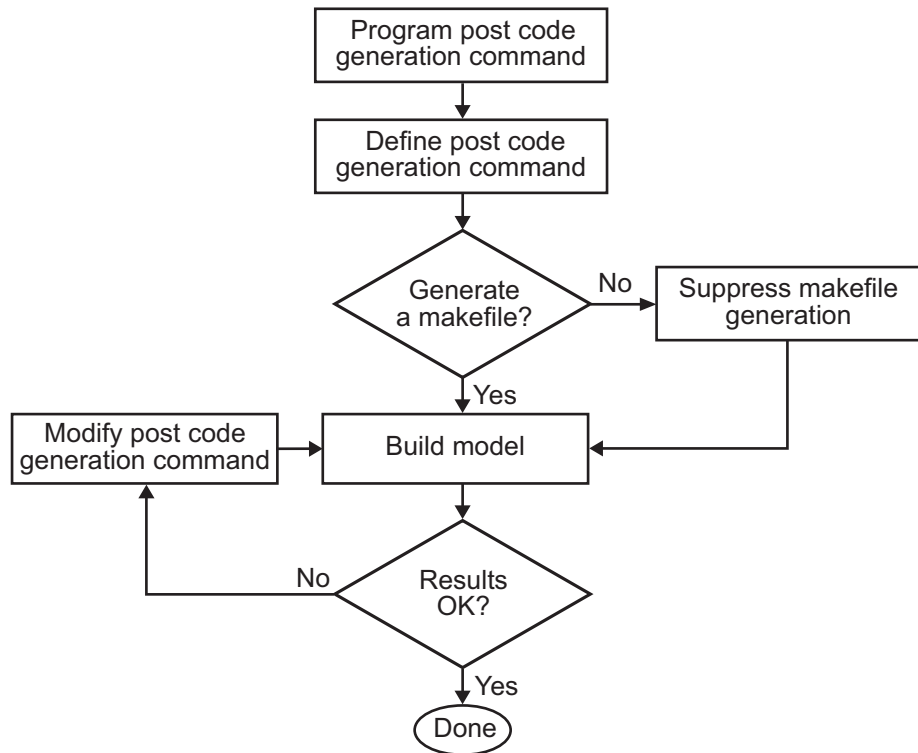 Program post code
generation command
Define post code
generation command
Generate
a makefile?
No
Suppress makefile
generation
Yes
Modify post code
generation command
Build model
No
Results
OK?
Yes
Done